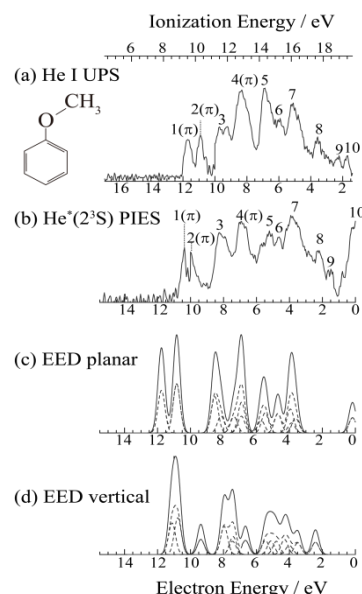 Ionization Energy / eV
6 8 10 12 14 16 18
(a) He I UPS
O CH3
1(π) 2(π) 3 4(π) 5 6 7 8 9 10
16 14 12 10 8 6 4 2
(b) He*(2³S) PIES
1(π) 2(π) 3 4(π) 5 6 7 8 9 10
14 12 10 8 6 4 2 0
(c) EED planar
14 12 10 8 6 4 2 0
(d) EED vertical
14 12 10 8 6 4 2 0
Electron Energy / eV